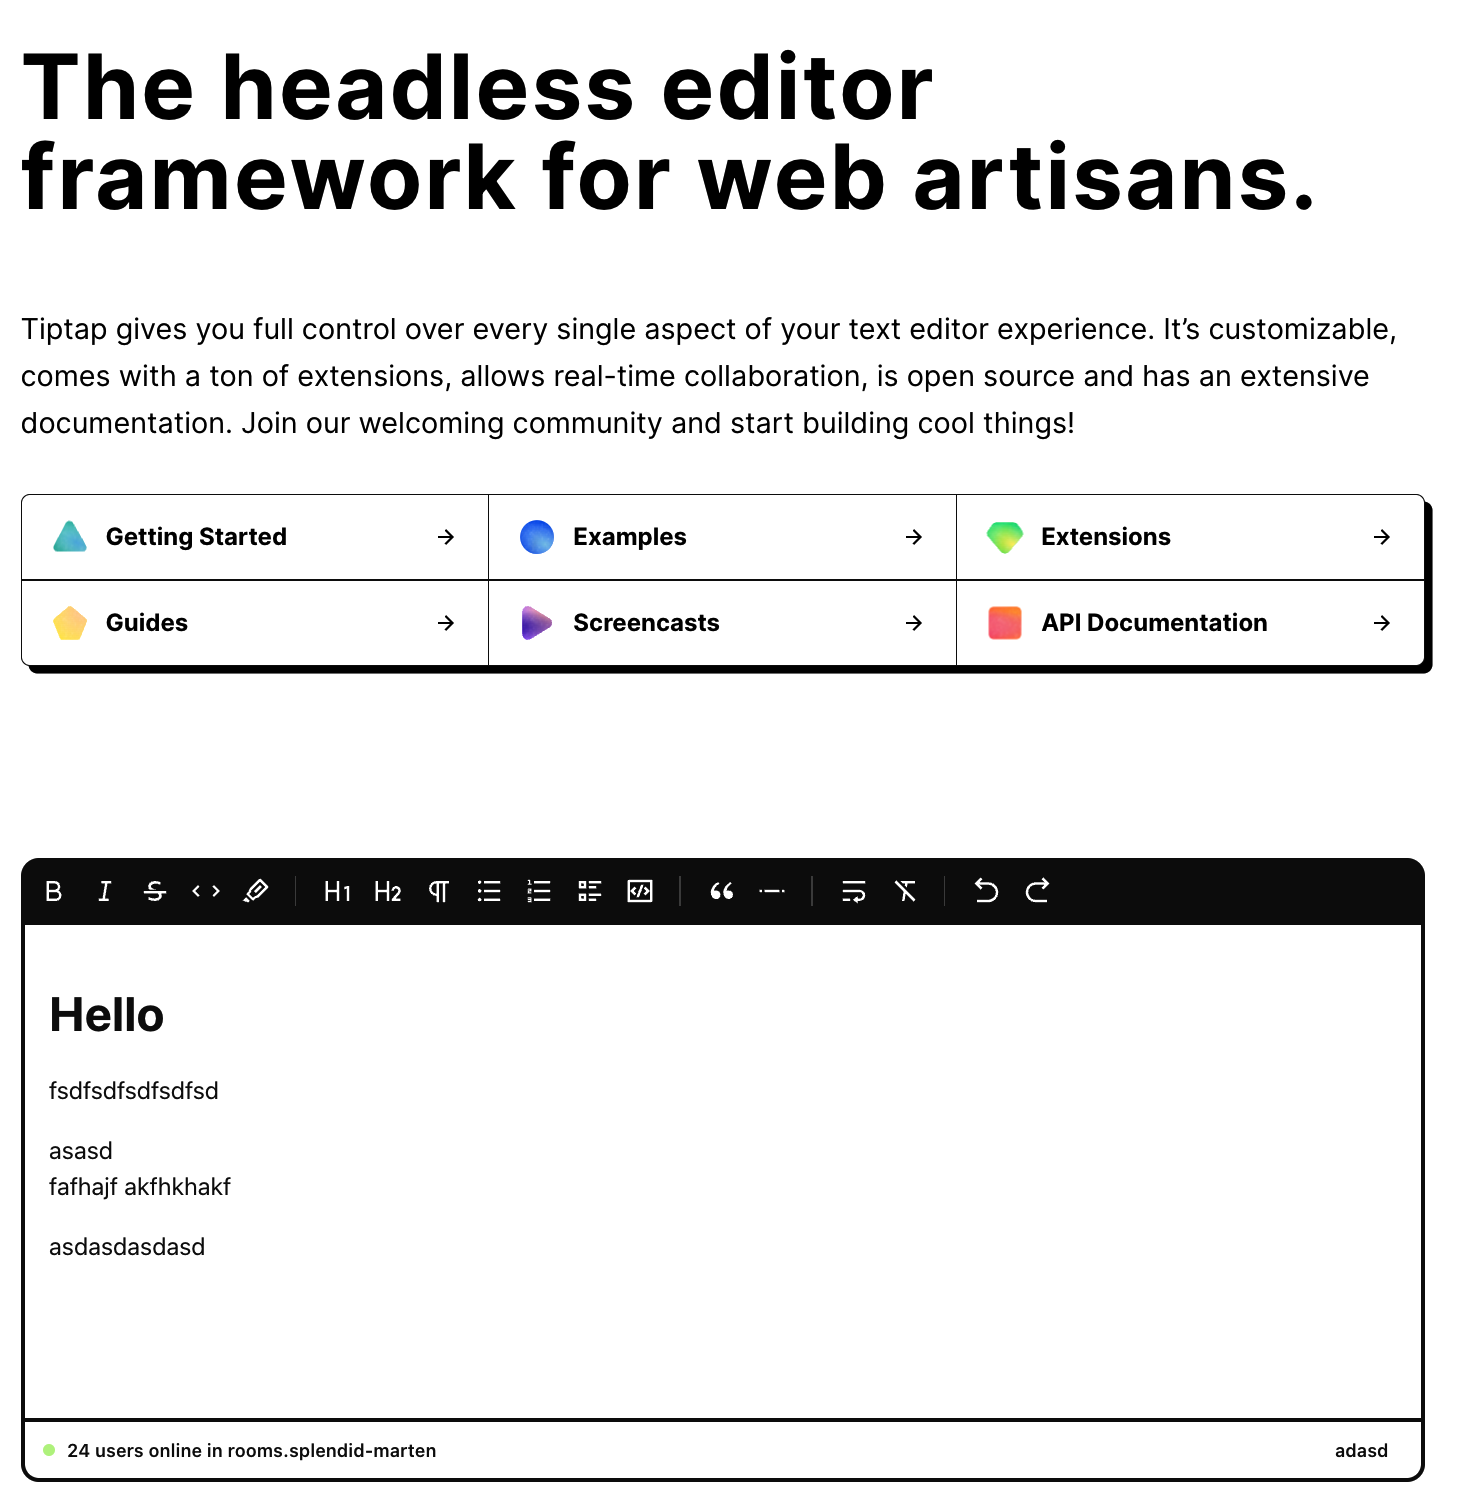 The headless editor
framework for web artisans.
Tiptap gives you full control over every single aspect of your text editor experience. It’s customizable,
comes with a ton of extensions, allows real-time collaboration, is open source and has an extensive
documentation. Join our welcoming community and start building cool things!
Getting Started → Examples → Extensions →
Guides → Screencasts → API Documentation →
B I S <> H1 H2 ¶
Hello
fsdfsdfsdfsdfsd
asasd
fafhajf akfhkhakf
asdasdasdasd
24 users online in rooms.splendid-marten adasd